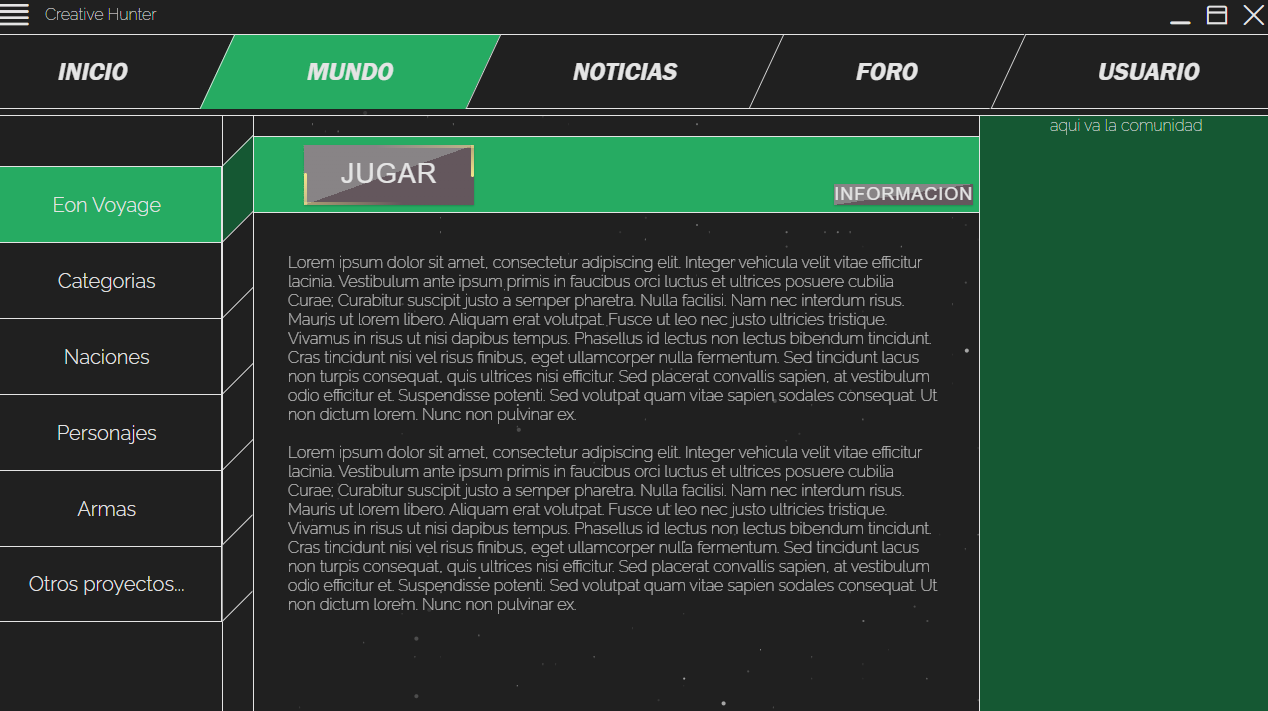 Creative Hunter
INICIO
MUNDO
NOTICIAS
FORO
USUARIO
Eon Voyage
Categorias
Naciones
Personajes
Armas
Otros proyectos...
JUGAR
INFORMACION
Lorem ipsum dolor sit amet, consectetur adipiscing elit. Integer vehicula velit vitae efficitur
lacinia. Vestibulum ante ipsum primis in faucibus orci luctus et ultrices posuere cubilia
Curae; Curabitur suscipit justo a semper pharetra. Nulla facilisi. Nam nec interdum risus.
Mauris ut lorem libero. Aliquam erat volutpat. Fusce ut leo nec justo ultricies tristique.
Vivamus in risus ut nisi dapibus tempus. Phasellus id lectus non lectus bibendum tincidunt.
Cras tincidunt nisi vel risus finibus, eget ullamcorper nulla fermentum. Sed tincidunt lacus
non turpis consequat, quis ultrices nisi efficitur. Sed placerat convallis sapien, at vestibulum
odio efficitur et. Suspendisse potenti. Sed volutpat quam vitae sapien sodales consequat. Ut
non dictum lorem. Nunc non pulvinar ex.
Lorem ipsum dolor sit amet, consectetur adipiscing elit. Integer vehicula velit vitae efficitur
lacinia. Vestibulum ante ipsum primis in faucibus orci luctus et ultrices posuere cubilia
Curae; Curabitur suscipit justo a semper pharetra. Nulla facilisi. Nam nec interdum risus.
Mauris ut lorem libero. Aliquam erat volutpat. Fusce ut leo nec justo ultricies tristique.
Vivamus in risus ut nisi dapibus tempus. Phasellus id lectus non lectus bibendum tincidunt.
Cras tincidunt nisi vel risus finibus, eget ullamcorper nulla fermentum. Sed tincidunt lacus
non turpis consequat, quis ultrices nisi efficitur. Sed placerat convallis sapien, at vestibulum
odio efficitur et. Suspendisse potenti. Sed volutpat quam vitae sapien sodales consequat. Ut
non dictum lorem. Nunc non pulvinar ex.
aqui va la comunidad